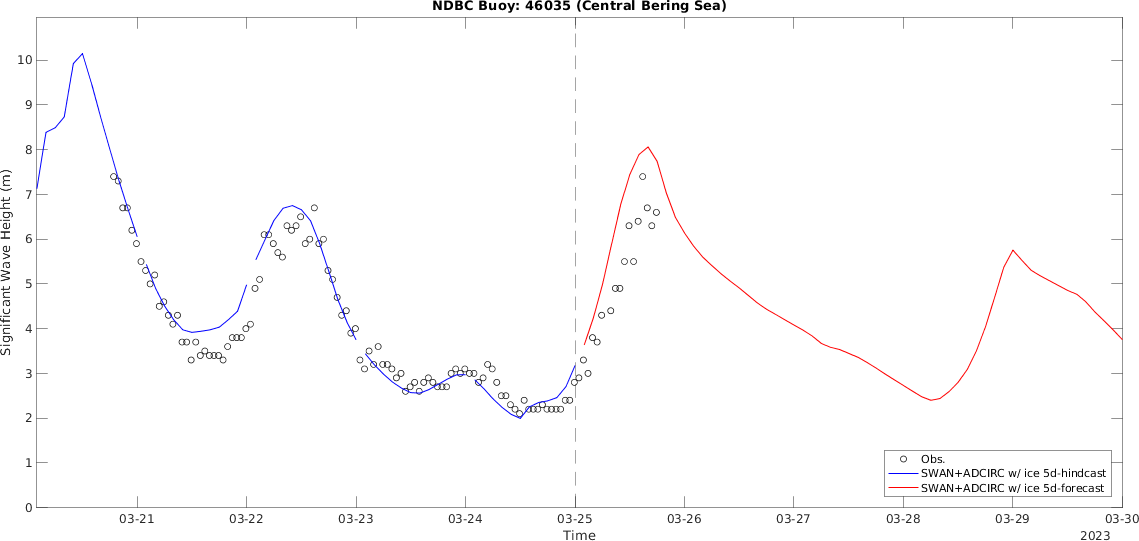 NDBC Buoy: 46035 (Central Bering Sea)
10
9
8
7
6
5
4
3
2
1
0
Significant Wave Height (m)
Obs.
SWAN+ADCIRC w/ ice 5d-hindcast
SWAN+ADCIRC w/ ice 5d-forecast
03-21 03-22 03-23 03-24 03-25 03-26 03-27 03-28 03-29 03-30
Time
2023